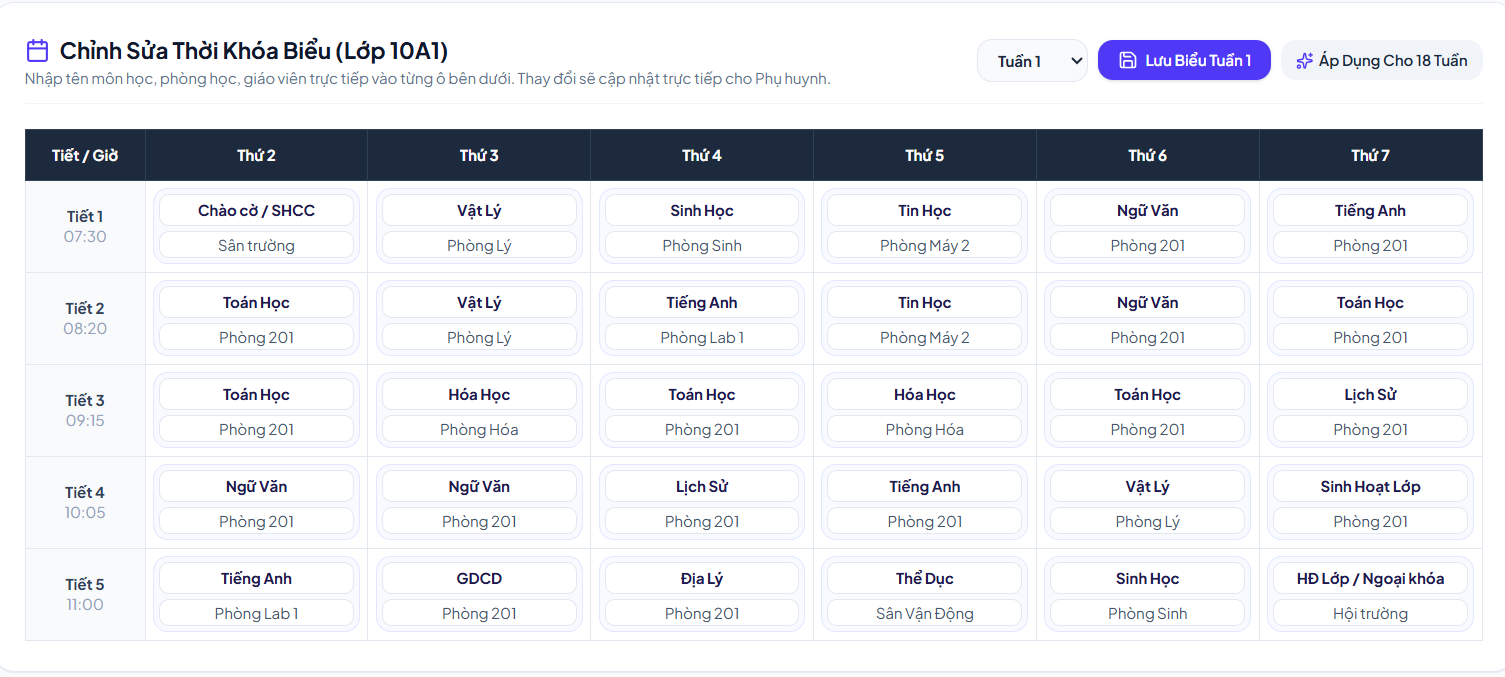 Chỉnh Sửa Thời Khóa Biểu (Lớp 10A1)
Nhập tên môn học, phòng học, giáo viên trực tiếp vào từng ô bên dưới. Thay đổi sẽ cập nhật trực tiếp cho Phụ huynh.
Tuần 1
Lưu Biểu Tuần 1
Áp Dụng Cho 18 Tuần
Tiết / Giờ Thứ 2 Thứ 3 Thứ 4 Thứ 5 Thứ 6 Thứ 7
Tiết 1 Chào cờ / SHCC Vật Lý Sinh Học Tin Học Ngữ Văn Tiếng Anh
07:30 Sân trường Phòng Lý Phòng Sinh Phòng Máy 2 Phòng 201 Phòng 201
Tiết 2 Toán Học Vật Lý Tiếng Anh Tin Học Ngữ Văn Toán Học
08:20 Phòng 201 Phòng Lý Phòng Lab 1 Phòng Máy 2 Phòng 201 Phòng 201
Tiết 3 Toán Học Hóa Học Toán Học Hóa Học Toán Học Lịch Sử
09:15 Phòng 201 Phòng Hóa Phòng 201 Phòng Hóa Phòng 201 Phòng 201
Tiết 4 Ngữ Văn Ngữ Văn Lịch Sử Tiếng Anh Vật Lý Sinh Hoạt Lớp
10:05 Phòng 201 Phòng 201 Phòng 201 Phòng 201 Phòng Lý Phòng 201
Tiết 5 Tiếng Anh GDCD Địa Lý Thể Dục Sinh Học HĐ Lớp / Ngoại khóa
11:00 Phòng Lab 1 Phòng 201 Phòng 201 Sân Vận Động Phòng Sinh Hội trường